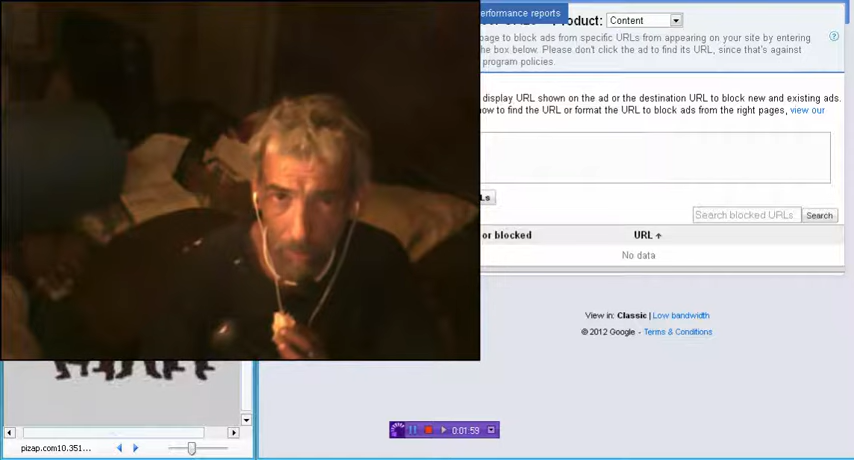 erformance reports
Product: Content
page to block ads from specific URLs from appearing on your site by entering
the box below. Please don't click the ad to find its URL, since that's against
program policies.
display URL shown on the ad or the destination URL to block new and existing ads.
how to find the URL or format the URL to block ads from the right pages, view our
Ls
Search blocked URLs Search
or blocked URL
No data
View in: Classic | Low bandwidth
© 2012 Google - Terms & Conditions
0:01:59
pizap.com10.351...